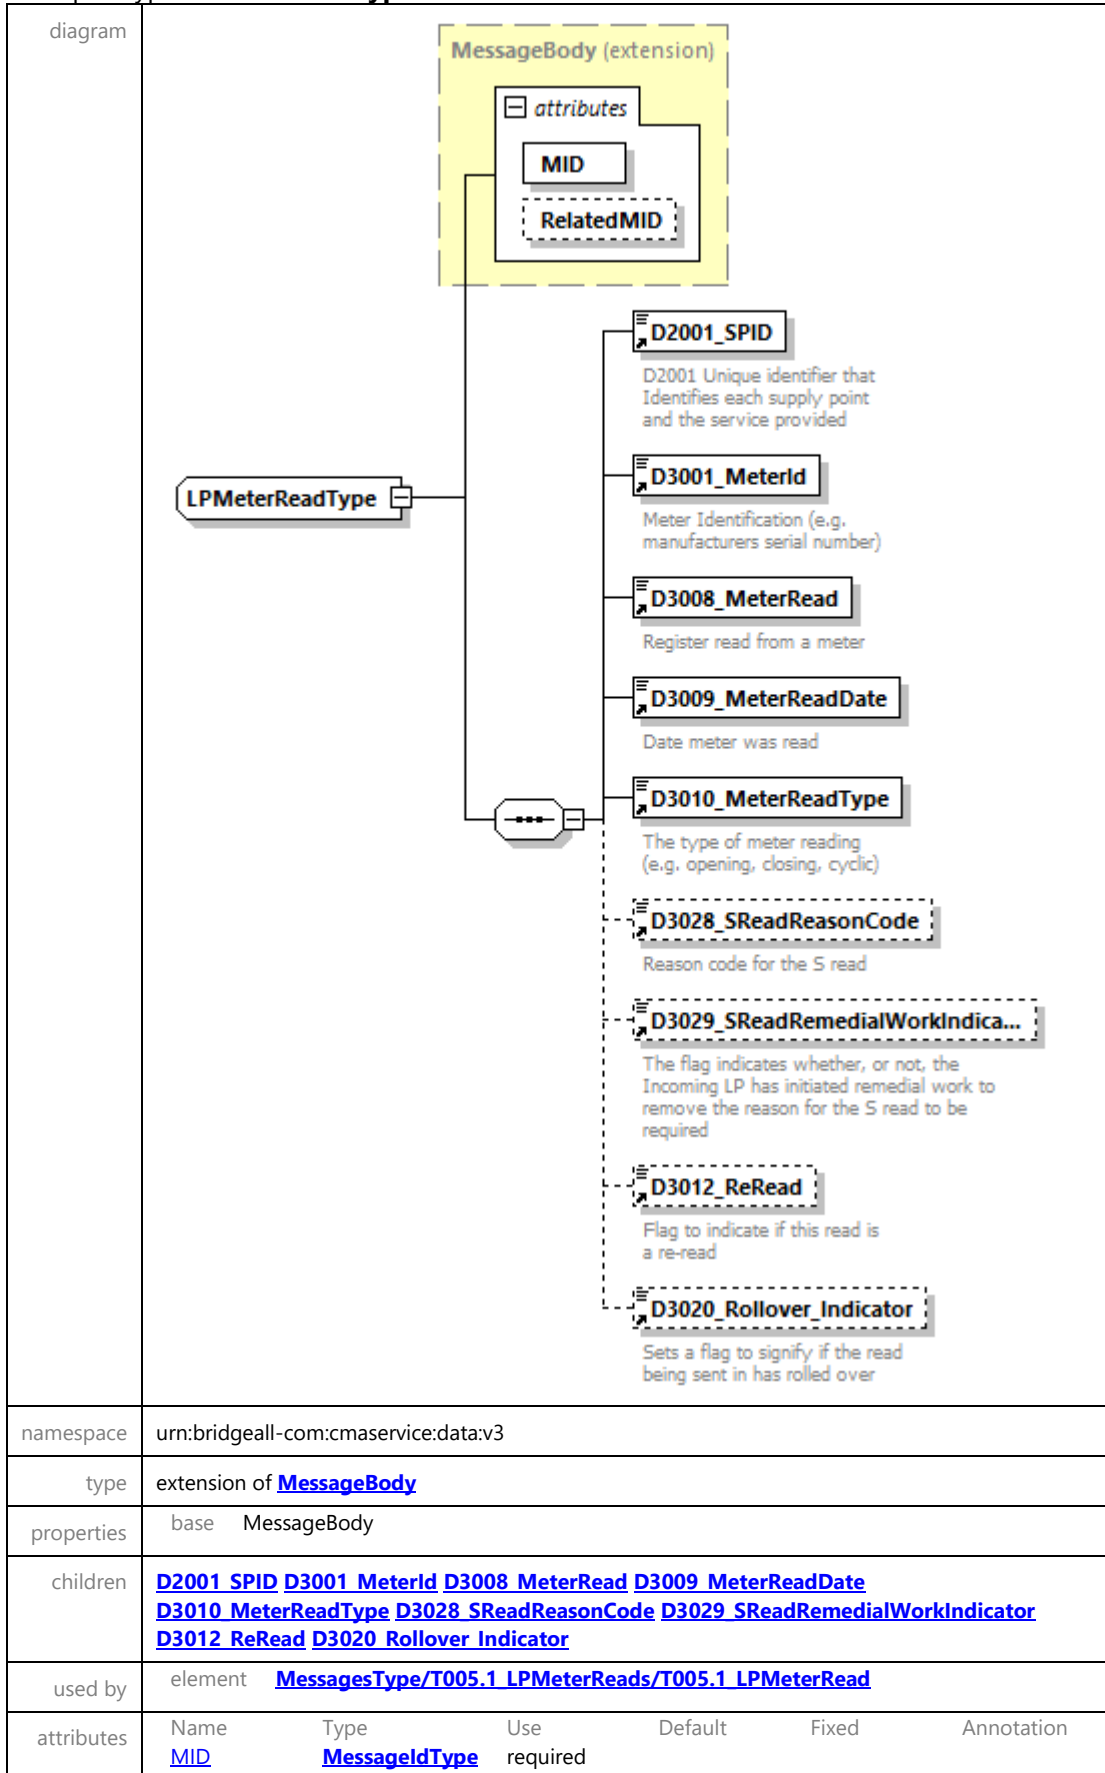 diagram
MessageBody (extension)
attributes
MID
RelatedMID
D2001_SPID
D2001 Unique identifier that
Identifies each supply point
and the service provided
D3001_MeterId
Meter Identification (e.g.
manufacturers serial number)
LPMeterReadType
D3008_MeterRead
Register read from a meter
D3009_MeterReadDate
Date meter was read
D3010_MeterReadType
The type of meter reading
(e.g. opening, closing, cyclic)
D3028_SReadReasonCode
Reason code for the S read
D3029_SReadRemedialWorkIndica...
The flag indicates whether, or not, the
Incoming LP has initiated remedial work to
remove the reason for the S read to be
required
D3012_ReRead
Flag to indicate if this read is
a re-read
D3020_Rollover_Indicator
Sets a flag to signify if the read
being sent in has rolled over
namespace urn:bridgeall-com:cmaservice:data:v3
type extension of MessageBody
properties base MessageBody
children D2001_SPID D3001_MeterId D3008_MeterRead D3009_MeterReadDate
D3010_MeterReadType D3028_SReadReasonCode D3029_SReadRemedialWorkIndicator
D3012_ReRead D3020_Rollover_Indicator
used by element MessagesType/T005.1_LPMeterReads/T005.1_LPMeterRead
attributes Name Type Use Default Fixed Annotation
MID MessageIdType required